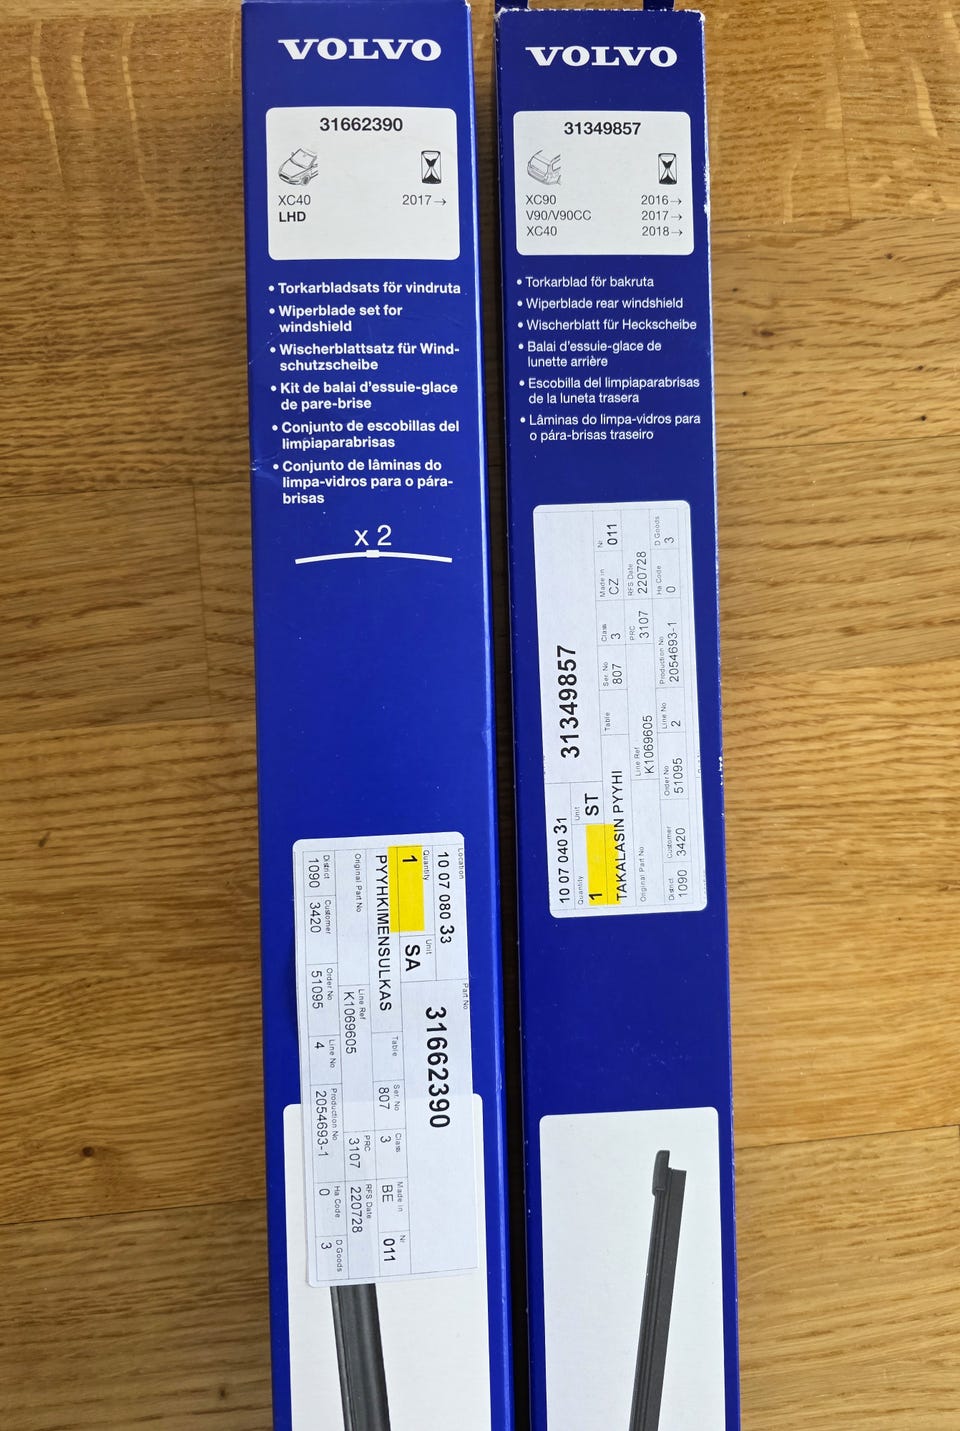 VOLVO
31662390
XC40 2017→
LHD
• Torkarbladsats för vindruta
• Wiperblade set for
windshield
• Wischerblattsatz für Wind-
schutzscheibe
• Kit de balai d'essuie-glace
de pare-brise
• Conjunto de escobillas del
limpiaparabrisas
• Conjunto de lâminas do
limpa-vidros para o pára-
brisas
x 2
Location Part No
10 07 080 33 31662390
Quantity Unit
1 SA
PYYHKIMENSULKAS
Table Ser. No Class Made in Nr
807 3 BE 011
Original Part No Line Ref PRC RFS Date
K1069605 3107 220728
District Customer Order No Line No Production No Ha Code D Goods
1090 3420 51095 4 2054693-1 0 3
VOLVO
31349857
XC90 2016→
V90/V90CC 2017→
XC40 2018→
• Torkarblad för bakruta
• Wiperblade rear windshield
• Wischerblatt für Heckscheibe
• Balai d'essuie-glace de
lunette arrière
• Escobilla del limpiaparabrisas
de la luneta trasera
• Lâminas do limpa-vidros para
o pára-brisas traseiro
10 07 040 31 31349857
Quantity Unit
1 ST
Table Ser. No Class Made in Nr
TAKALASIN PYYHI 807 3 CZ 011
Original Part No Line Ref PRC RFS Date
K1069605 3107 220728
District Customer Order No Line No Production No Ha Code D Goods
1090 3420 51095 2 2054693-1 0 3